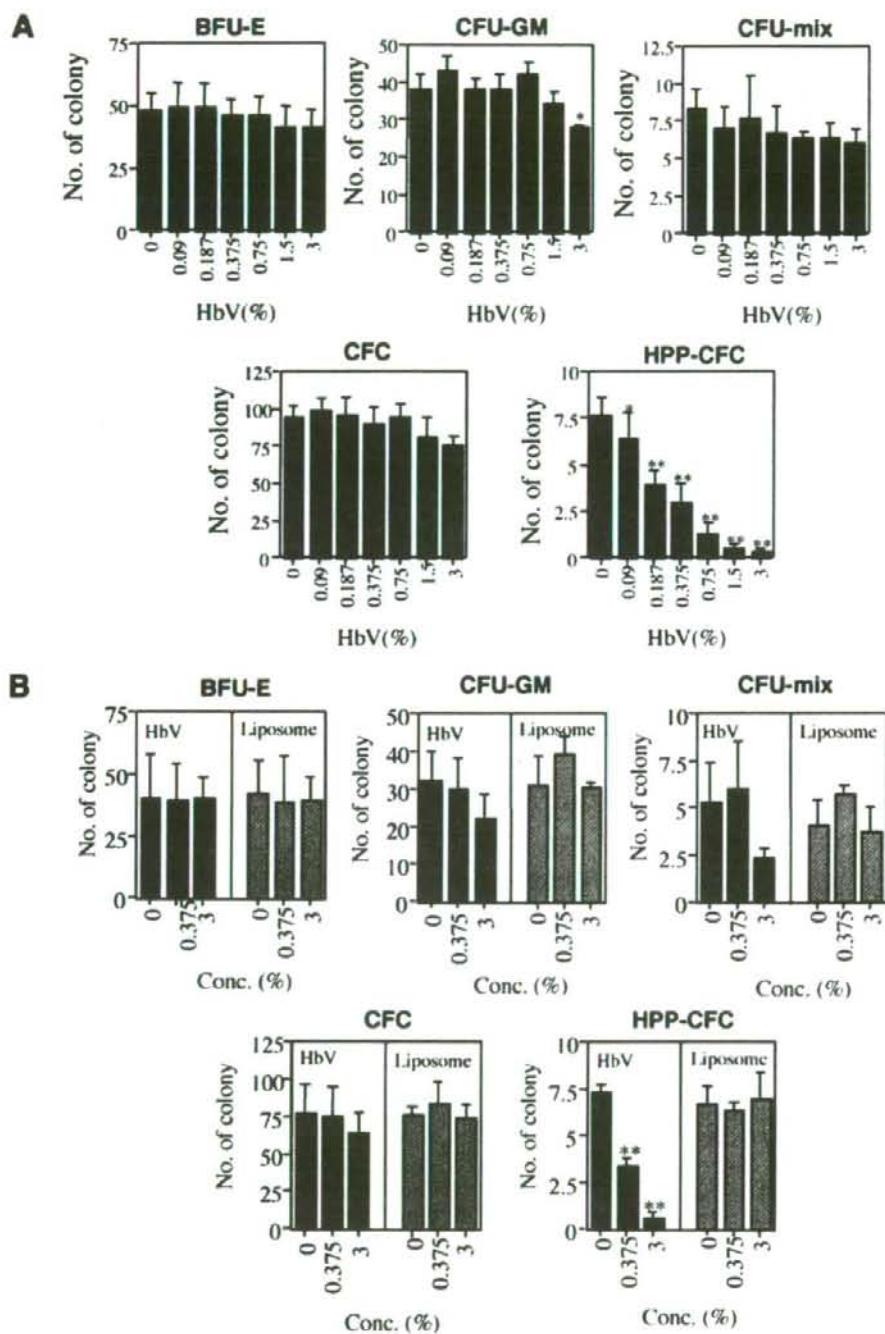 A
BFU-E
No. of colony
75
50
25
0
0 0.09 0.187 0.375 0.75 1.5 3
HbV(%)
CFU-GM
No. of colony
50
40
30
20
10
0
*
0 0.09 0.187 0.375 0.75 1.5 3
HbV(%)
CFU-mix
No. of colony
12.5
10
7.5
5
2.5
0
0 0.09 0.187 0.375 0.75 1.5 3
HbV(%)
CFC
No. of colony
125
100
75
50
25
0
0 0.09 0.187 0.375 0.75 1.5 3
HbV(%)
HPP-CFC
No. of colony
10
7.5
5
2.5
0
** ** ** ** **
0 0.09 0.187 0.375 0.75 1.5 3
HbV(%)
B
BFU-E
No. of colony
75
50
25
0
HbV Liposome
0 0.375 3 0 0.375 3
Conc. (%)
CFU-GM
No. of colony
50
40
30
20
10
0
HbV Liposome
0 0.375 3 0 0.375 3
Conc. (%)
CFU-mix
No. of colony
10
7.5
5
2.5
0
HbV Liposome
0 0.375 3 0 0.375 3
Conc. (%)
CFC
No. of colony
125
100
75
50
25
0
HbV Liposome
0 0.375 3 0 0.375 3
Conc. (%)
HPP-CFC
No. of colony
10
7.5
5
2.5
0
HbV Liposome
** **
0 0.375 3 0 0.375 3
Conc. (%)